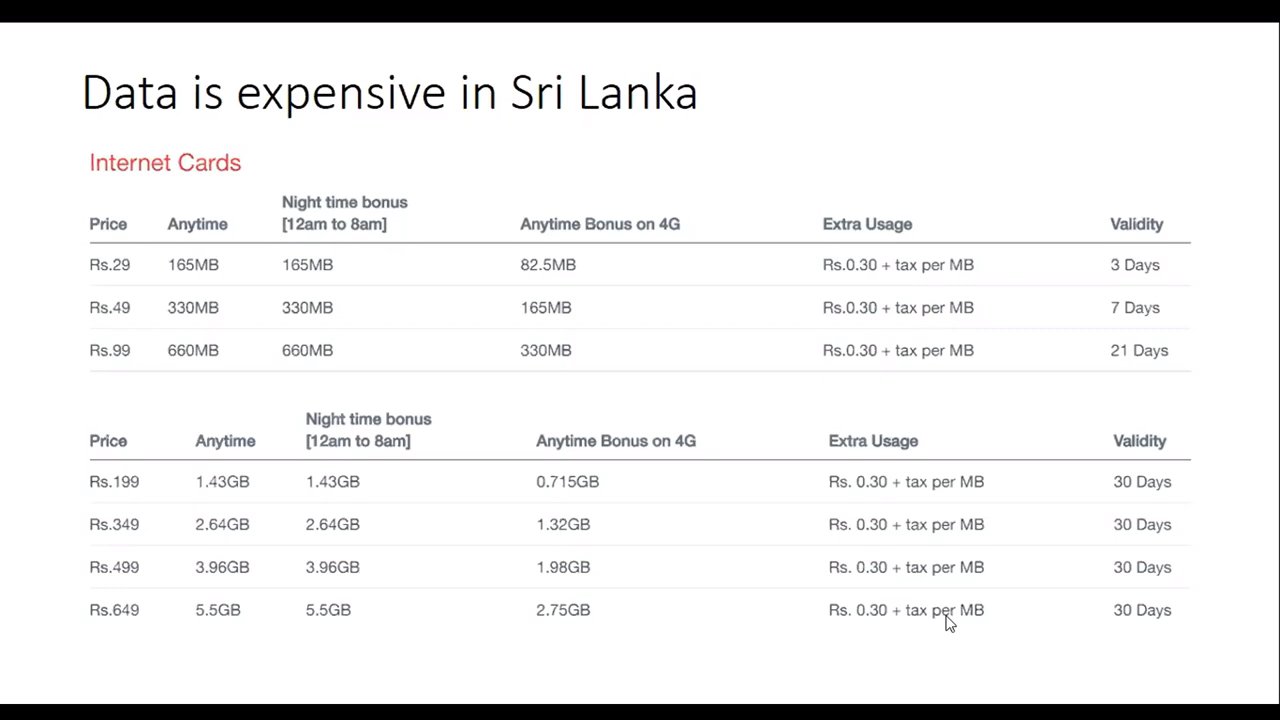 Data is expensive in Sri Lanka
Internet Cards
Price Anytime Night time bonus [12am to 8am] Anytime Bonus on 4G Extra Usage Validity
Rs.29 165MB 165MB 82.5MB Rs.0.30 + tax per MB 3 Days
Rs.49 330MB 330MB 165MB Rs.0.30 + tax per MB 7 Days
Rs.99 660MB 660MB 330MB Rs.0.30 + tax per MB 21 Days
Price Anytime Night time bonus [12am to 8am] Anytime Bonus on 4G Extra Usage Validity
Rs.199 1.43GB 1.43GB 0.715GB Rs. 0.30 + tax per MB 30 Days
Rs.349 2.64GB 2.64GB 1.32GB Rs. 0.30 + tax per MB 30 Days
Rs.499 3.96GB 3.96GB 1.98GB Rs. 0.30 + tax per MB 30 Days
Rs.649 5.5GB 5.5GB 2.75GB Rs. 0.30 + tax per MB 30 Days